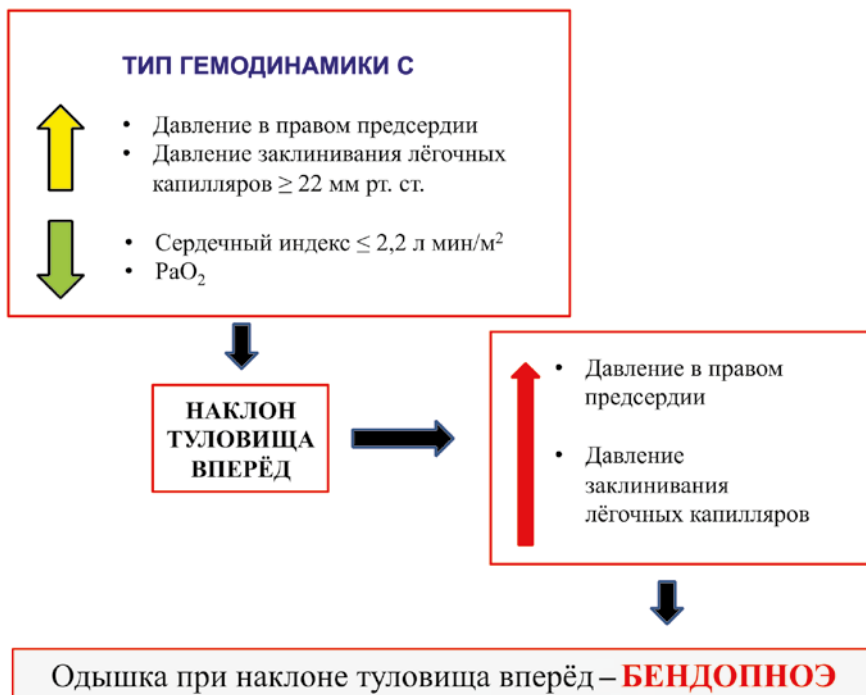 ТИП ГЕМОДИНАМИКИ С
• Давление в правом предсердии
• Давление заклинивания лёгочных
капилляров ≥ 22 мм рт. ст.
• Сердечный индекс ≤ 2,2 л мин/м²
• PaO₂
НАКЛОН
ТУЛОВИЩА
ВПЕРЁД
• Давление в правом
предсердии
• Давление
заклинивания
лёгочных капилляров
Одышка при наклоне туловища вперёд – БЕНДОПНОЭ